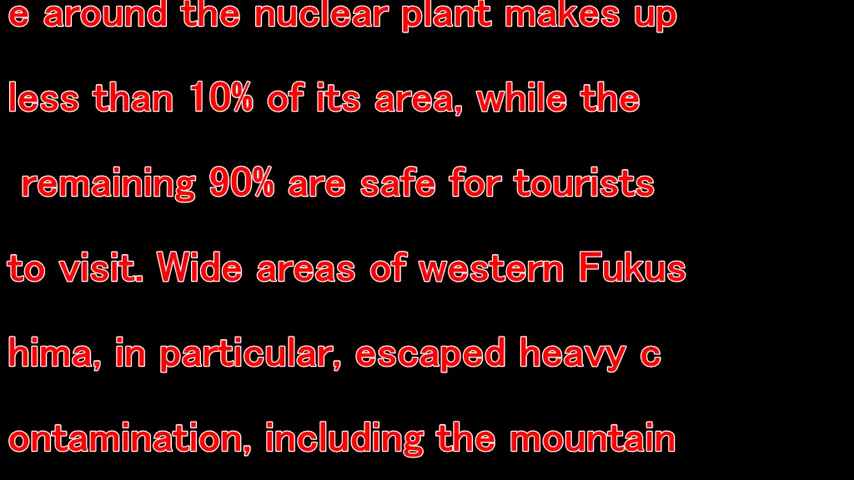 e around the nuclear plant makes up
less than 10% of its area, while the
remaining 90% are safe for tourists
to visit. Wide areas of western Fukus
hima, in particular, escaped heavy c
ontamination, including the mountain